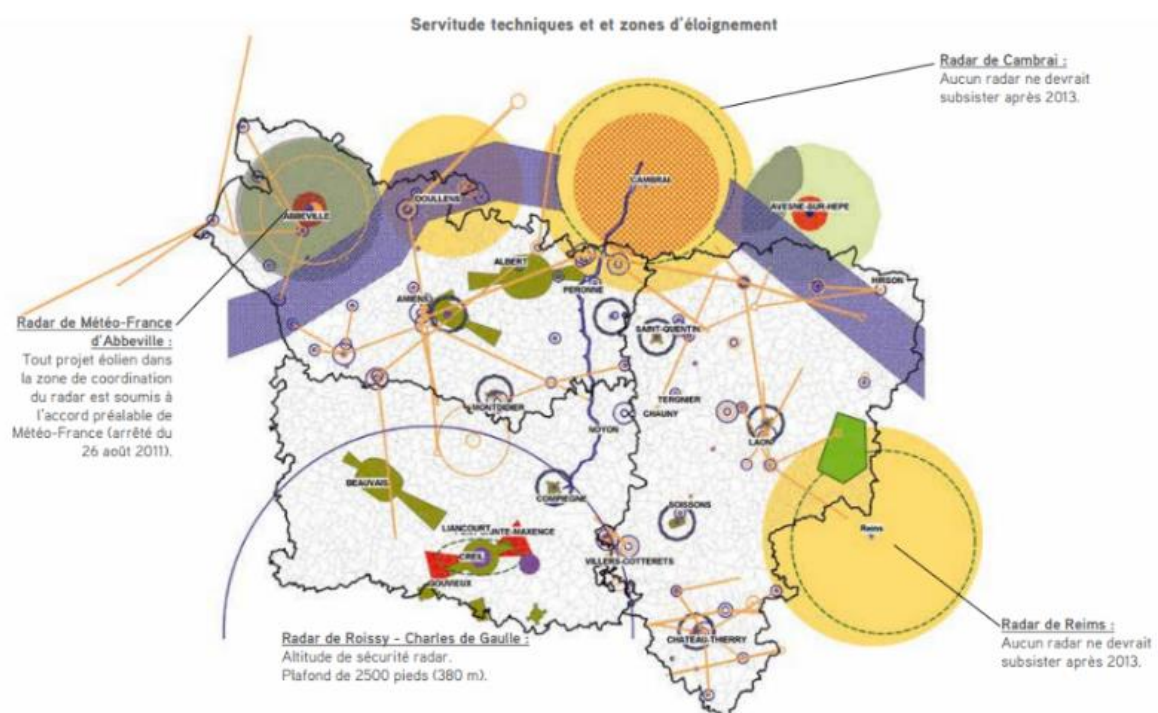 Servitude techniques et et zones d'éloignement
Radar de Cambrai :
Aucun radar ne devrait
subsister après 2013.
CAMBRAI
ABBEVILLE
DOULLENS
AVESNE-SUR-HEPE
ALBERT
HIRSON
PERONNE
AMIENS
Radar de Météo-France
d'Abbeville :
Tout projet éolien dans
la zone de coordination
du radar est soumis à
l'accord préalable de
Météo-France (arrêté du
26 août 2011).
SAINT-QUENTIN
TERGNIER
MONTDIDIER
CHAUNY
NOYON
LAON
BEAUVAIS
COMPIEGNE
SOISSONS
Reims
LIANCOURT
INTE-MAXENCE
CREIL
VILLERS-COTTERETS
GOUVIEUX
Radar de Roissy - Charles de Gaulle :
Altitude de sécurité radar.
Plafond de 2500 pieds (380 m).
CHATEAU-THIERRY
Radar de Reims :
Aucun radar ne devrait
subsister après 2013.